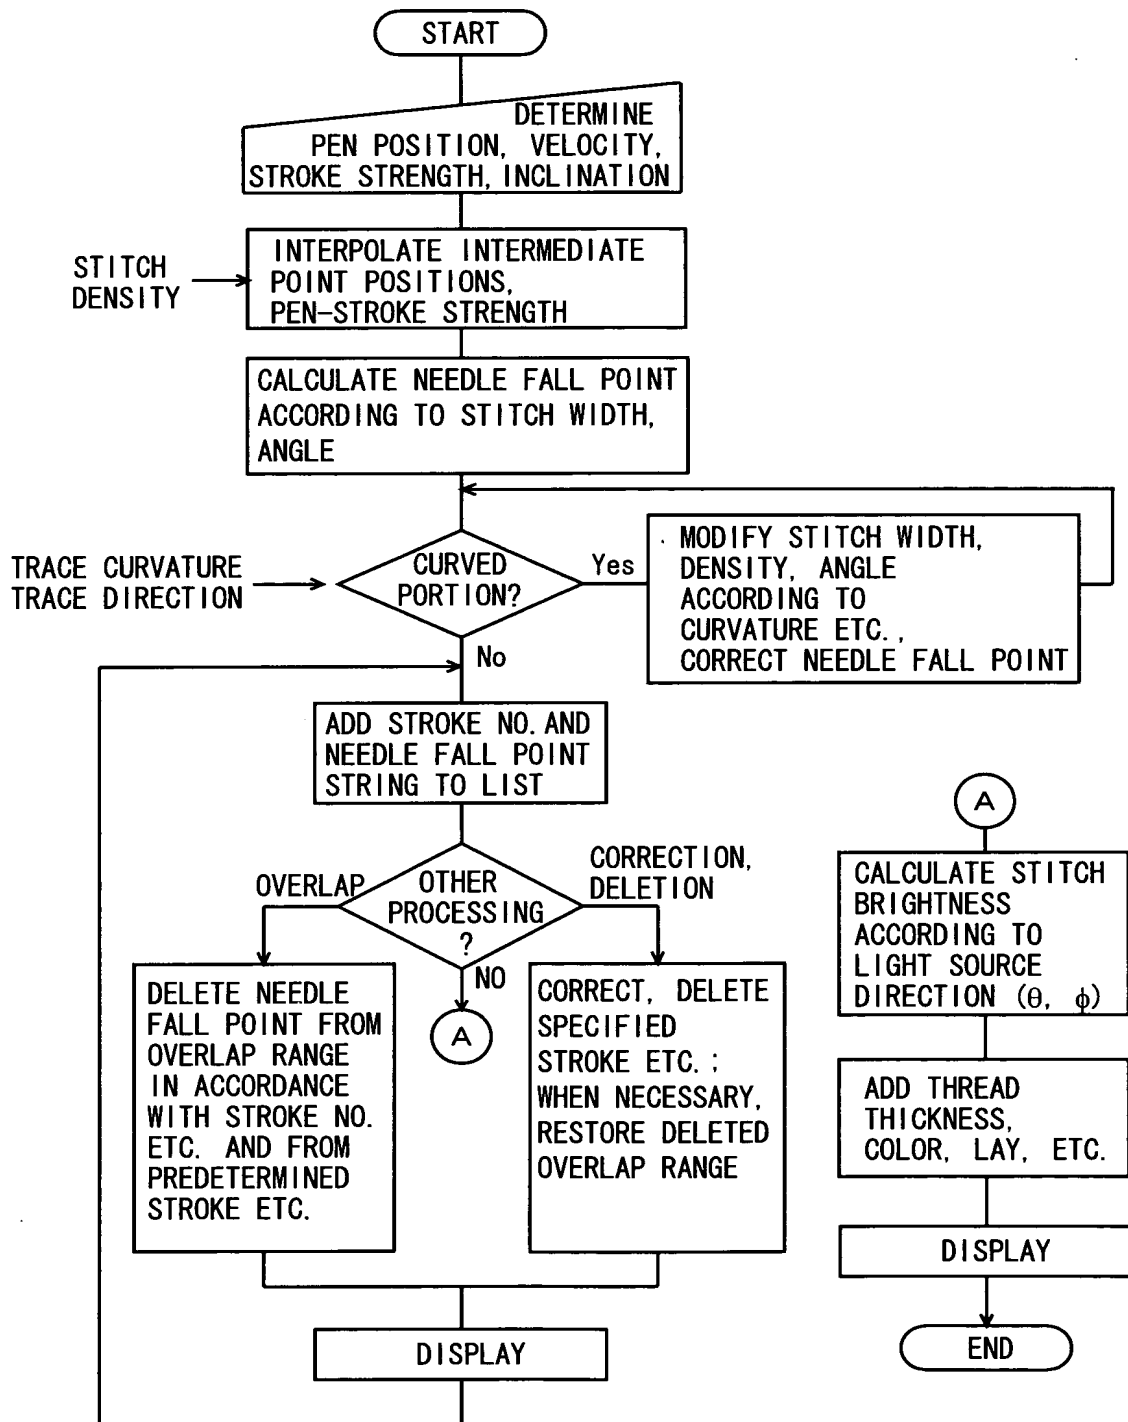 START
DETERMINE
PEN POSITION, VELOCITY,
STROKE STRENGTH, INCLINATION
STITCH
DENSITY
INTERPOLATE INTERMEDIATE
POINT POSITIONS,
PEN-STROKE STRENGTH
CALCULATE NEEDLE FALL POINT
ACCORDING TO STITCH WIDTH,
ANGLE
TRACE CURVATURE
TRACE DIRECTION
CURVED
PORTION?
Yes
MODIFY STITCH WIDTH,
DENSITY, ANGLE
ACCORDING TO
CURVATURE ETC.,
CORRECT NEEDLE FALL POINT
No
ADD STROKE NO. AND
NEEDLE FALL POINT
STRING TO LIST
OVERLAP
OTHER
PROCESSING
?
CORRECTION,
DELETION
NO
A
DELETE NEEDLE
FALL POINT FROM
OVERLAP RANGE
IN ACCORDANCE
WITH STROKE NO.
ETC. AND FROM
PREDETERMINED
STROKE ETC.
CORRECT, DELETE
SPECIFIED
STROKE ETC. :
WHEN NECESSARY,
RESTORE DELETED
OVERLAP RANGE
DISPLAY
A
CALCULATE STITCH
BRIGHTNESS
ACCORDING TO
LIGHT SOURCE
DIRECTION (θ, φ)
ADD THREAD
THICKNESS,
COLOR, LAY, ETC.
DISPLAY
END